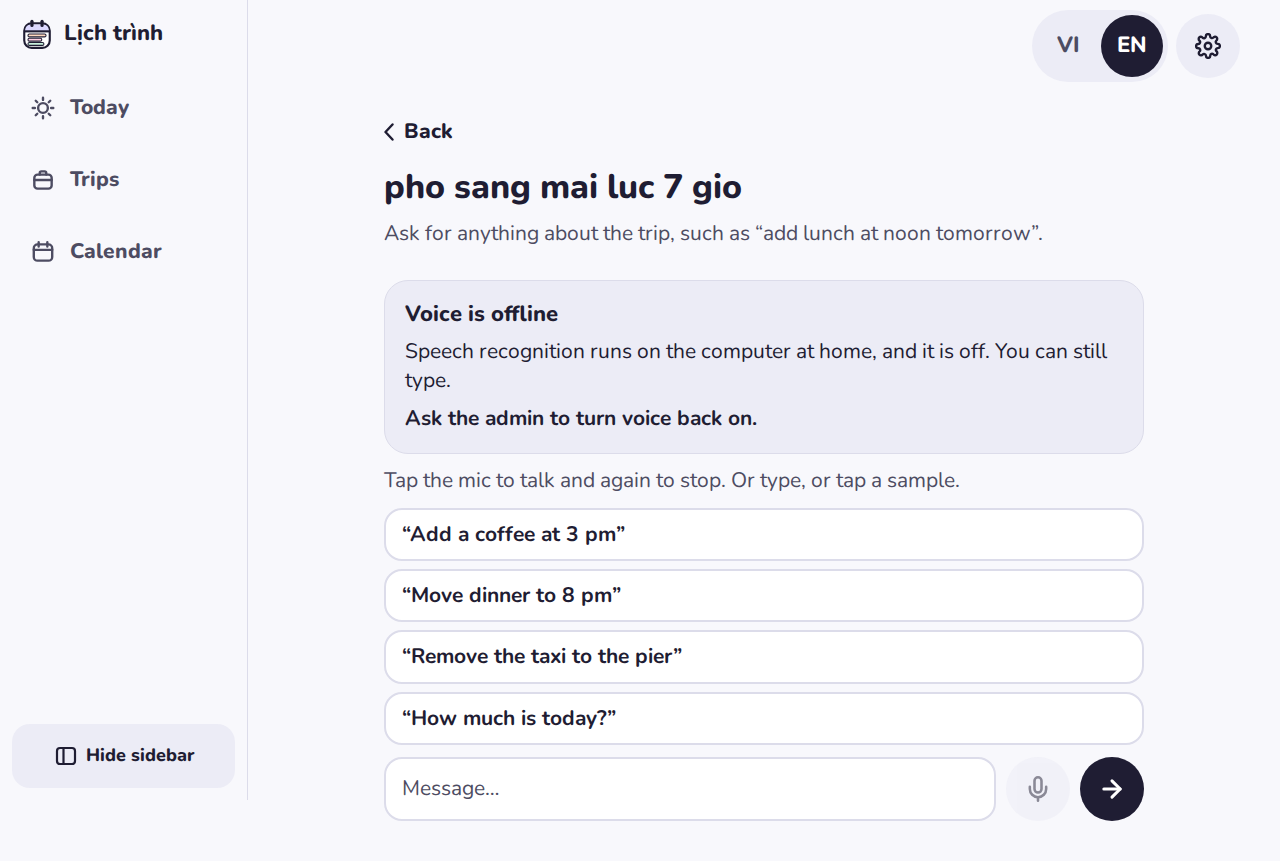 Lịch trình
VI
EN
Today
Trips
Calendar
Hide sidebar
Back
pho sang mai luc 7 gio
Ask for anything about the trip, such as “add lunch at noon tomorrow”.
Voice is offline
Speech recognition runs on the computer at home, and it is off. You can still
type.
Ask the admin to turn voice back on.
Tap the mic to talk and again to stop. Or type, or tap a sample.
“Add a coffee at 3 pm”
“Move dinner to 8 pm”
“Remove the taxi to the pier”
“How much is today?”
Message...